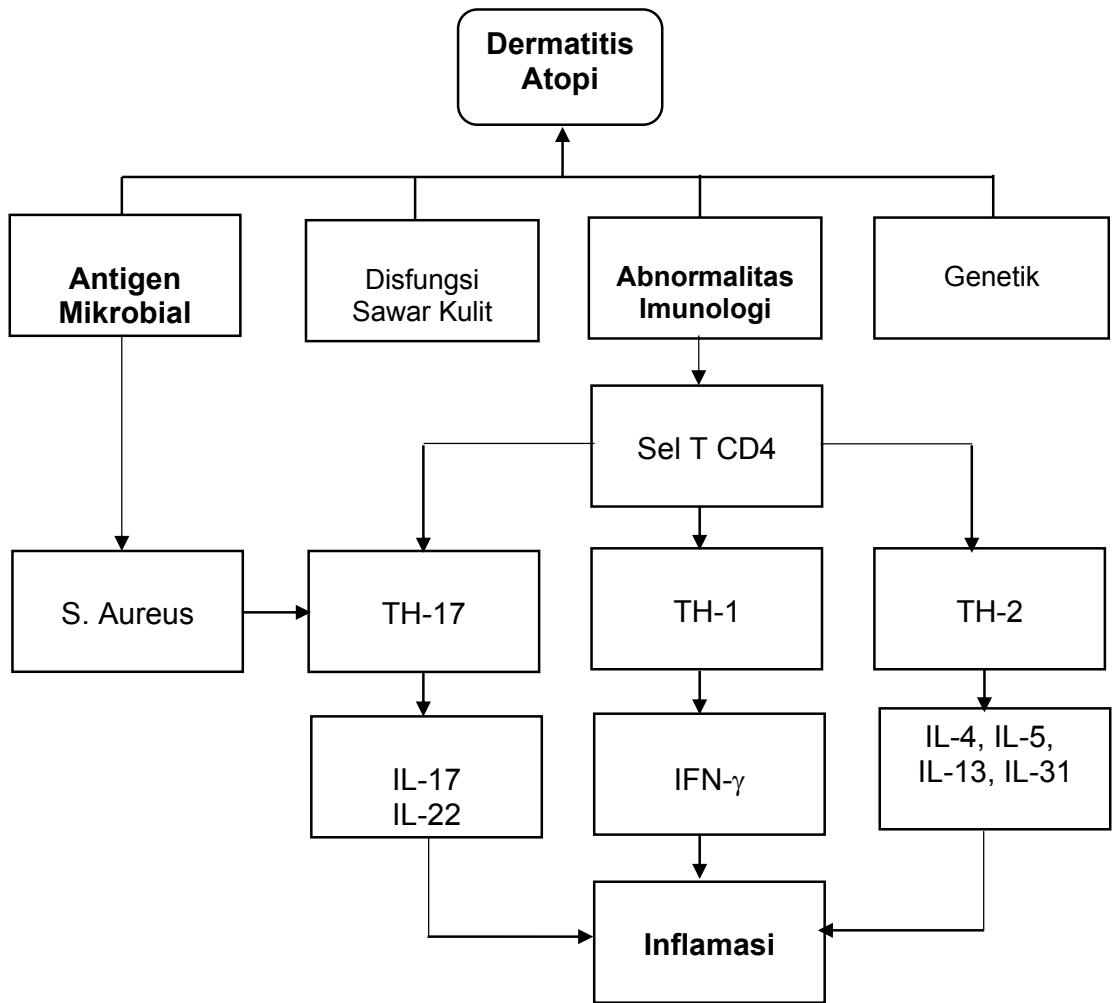 Dermatitis
Atopi
Antigen
Mikrobial
Disfungsi
Sawar Kulit
Abnormalitas
Imunologi
Genetik
Sel T CD4
S. Aureus
TH-17
TH-1
TH-2
IL-17
IL-22
IFN-γ
IL-4, IL-5,
IL-13, IL-31
Inflamasi